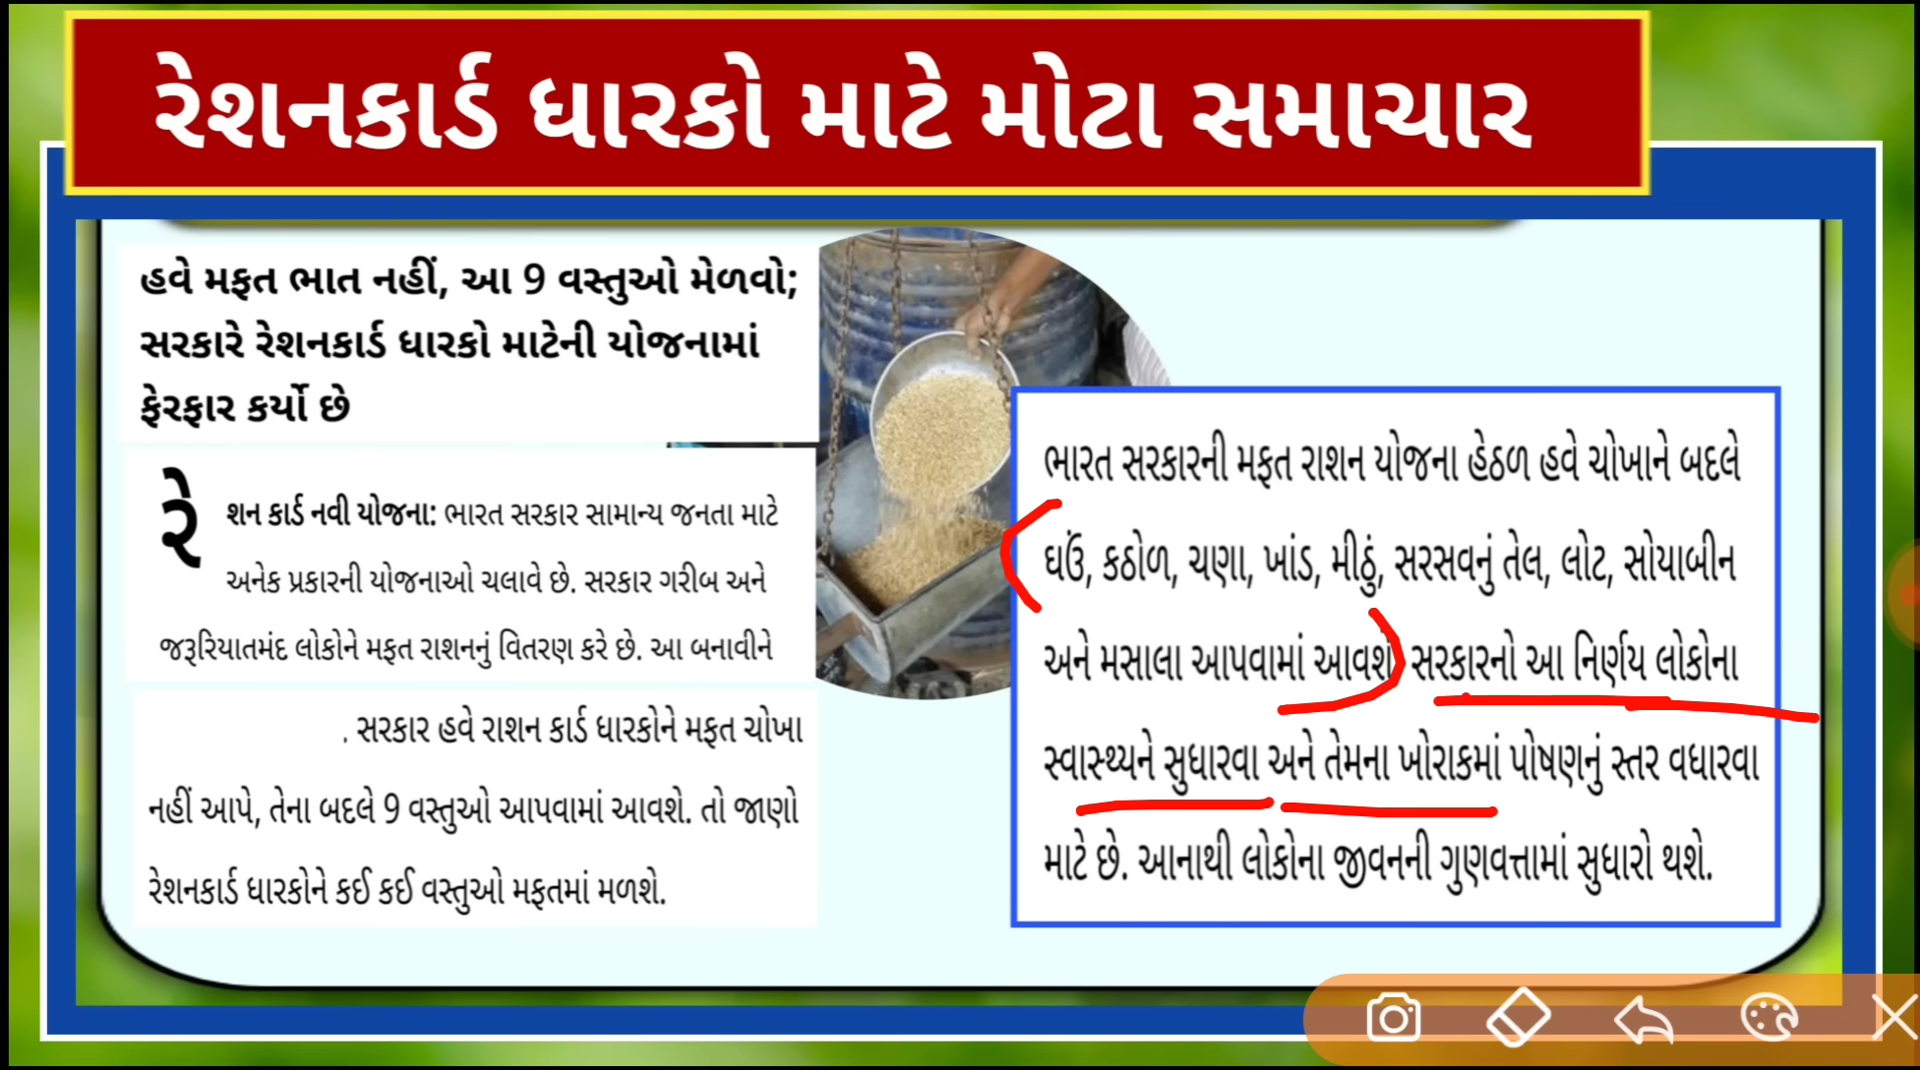 રેશનકાર્ડ ધારકો માટે મોટા સમાચાર
હવે મફત ભાત નહીં, આ 9 વસ્તુઓ મેળવો;
સરકારે રેશનકાર્ડ ધારકો માટેની યોજનામાં
ફેરફાર કર્યો છે
રેશન કાર્ડ નવી યોજના: ભારત સરકાર સામાન્ય જનતા માટે
અનેક પ્રકારની યોજનાઓ ચલાવે છે. સરકાર ગરીબ અને
જરૂરિયાતમંદ લોકોને મફત રાશનનું વિતરણ કરે છે. આ બનાવીને
. સરકાર હવે રાશન કાર્ડ ધારકોને મફત ચોખા
નહીં આપે, તેના બદલે 9 વસ્તુઓ આપવામાં આવશે. તો જાણો
રેશનકાર્ડ ધારકોને કઈ કઈ વસ્તુઓ મફતમાં મળશે.
ભારત સરકારની મફત રાશન યોજના હેઠળ હવે ચોખાને બદલે
ઘઉં, કઠોળ, ચણા, ખાંડ, મીઠું, સરસવનું તેલ, લોટ, સોયાબીન
અને મસાલા આપવામાં આવશે સરકારનો આ નિર્ણય લોકોના
સ્વાસ્થ્યને સુધારવા અને તેમના ખોરાકમાં પોષણનું સ્તર વધારવા
માટે છે. આનાથી લોકોના જીવનની ગુણવત્તામાં સુધારો થશે.